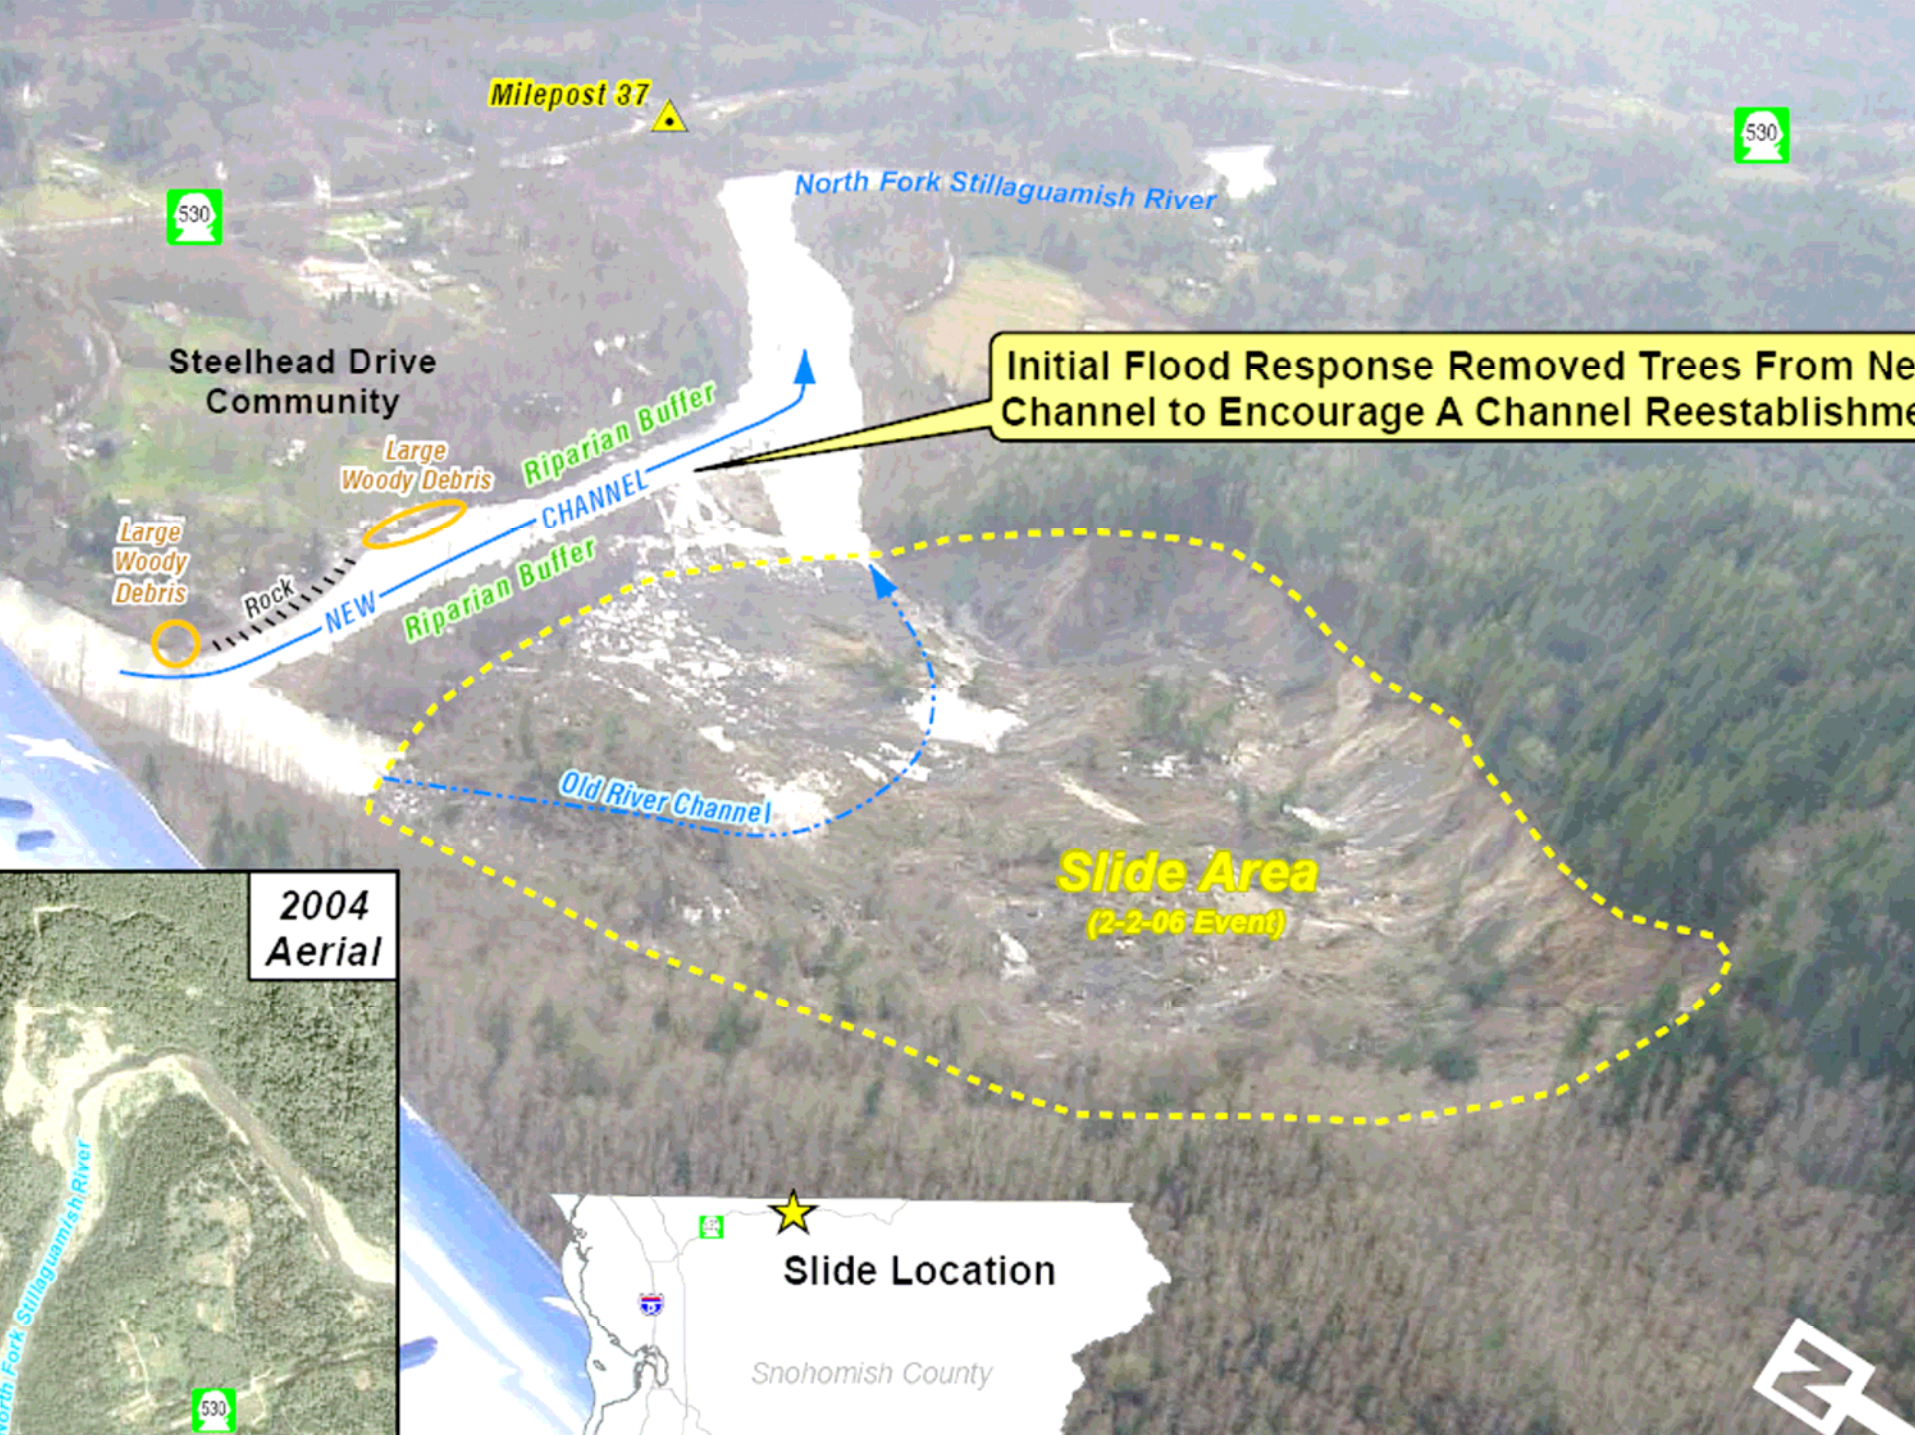 Milepost 37
530
530
North Fork Stillaguamish River
Steelhead Drive
Community
Initial Flood Response Removed Trees From Ne
Channel to Encourage A Channel Reestablishme
Riparian Buffer
Large
Woody Debris
NEW CHANNEL
Large
Woody
Debris
Rock
Riparian Buffer
Old River Channel
Slide Area
(2-2-06 Event)
2004
Aerial
North Fork Stillaguamish River
530
Slide Location
5
Snohomish County
N